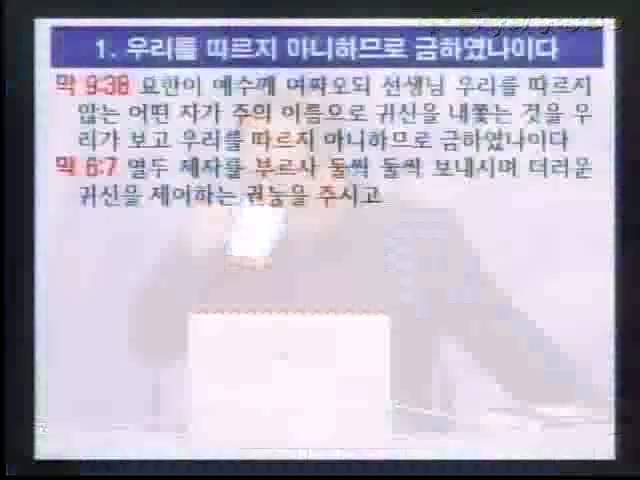 1. 우리를 따르지 아니하므로 금하였나이다
막 9:38 요한이 예수께 여짜오되 선생님 우리를 따르지
않는 어떤 자가 주의 이름으로 귀신을 내쫓는 것을 우
리가 보고 우리를 따르지 아니하므로 금하였나이다
막 6:7 열두 제자를 부르사 둘씩 둘씩 보내시며 더러운
귀신을 제어하는 권능을 주시고